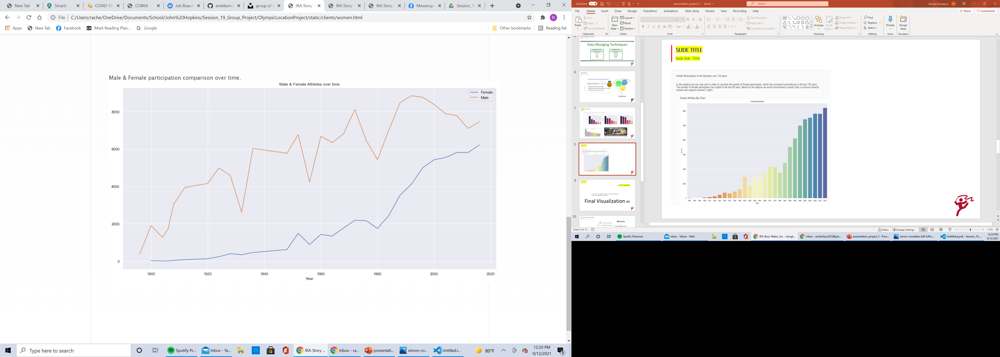 New Tab
Smartr
COVID-19
COBRA
Job Board
arieldunn/
group of m
IRA Story T
IRA Story T
IRA Story T
Messenge
Session_18
File
C:/Users/rache/OneDrive/Documents/School/John%20Hopkins/Session_19_Group_Project/OlympicLocationProject/static/clients/women.html
R
Apps
New Tab
Facebook
LH
Mark Reading Plan...
Google
Other bookmarks
Reading list
Male & Female participation comparison over time.
Male & Female Athletes over time
Female
Male
8000
6000
4000
2000
0
1900 1920 1940 1960 1980 2000 2020
Year
Type here to search
Spotify Pr...
Inbox - Ya...
IRA Story ...
Inbox - ra...
presentati...
simon-co...
Untitled.i...
80°F
12:20 PM
9/12/2021
3
AutoSave On
presentation_project_3 - Saved
Search
Rachel Newberry
RN
File Home Insert Draw Design Transitions Animations Slide Show Review View Recording Help
Share
Comments
Paste
Cut
Copy
Format Painter
Clipboard
New
Slide
Layout
Reset
Section
Slides
Font
Text Direction
Align Text
Convert to SmartArt
Paragraph
Arrange
Quick
Styles
Shape Fill
Shape Outline
Shape Effects
Drawing
Find
Replace
Select
Editing
Dictate
Voice
Design
Ideas
Designer
Data Munging Techniques
6
Interactive User Experience
Dashboard
7
8
9
Final Visualization #3
10
Moscow
SLIDE TITLE
SLIDE SUB - TITLE
Female Participation in the Olympics over 120 years
In this analysis we use a bar plot in order to visualize the growth of female participants, which has increased tremendously in the last 100 years.
The number of female participants has tripled in the last 40 years. Based on the analysis we would recommend a country that is inclusive towards
women and supports women's rights.
Female Athletes Bar Chart
Female Participation
6000
5000
4000
3000
2000
1000
0
Year
Slide 8 of 12
Notes
Display Settings
112%
Spotify Premium
Inbox - Yahoo - Mail
IRA Story Tellers, Inc. - Googl...
Inbox - rachel.lloyd333@gm...
presentation_project_3 - Pow...
simon-connellan-b5h1zRm...
Untitled.ipynb - Session_19_...
12:20 PM
9/12/2021